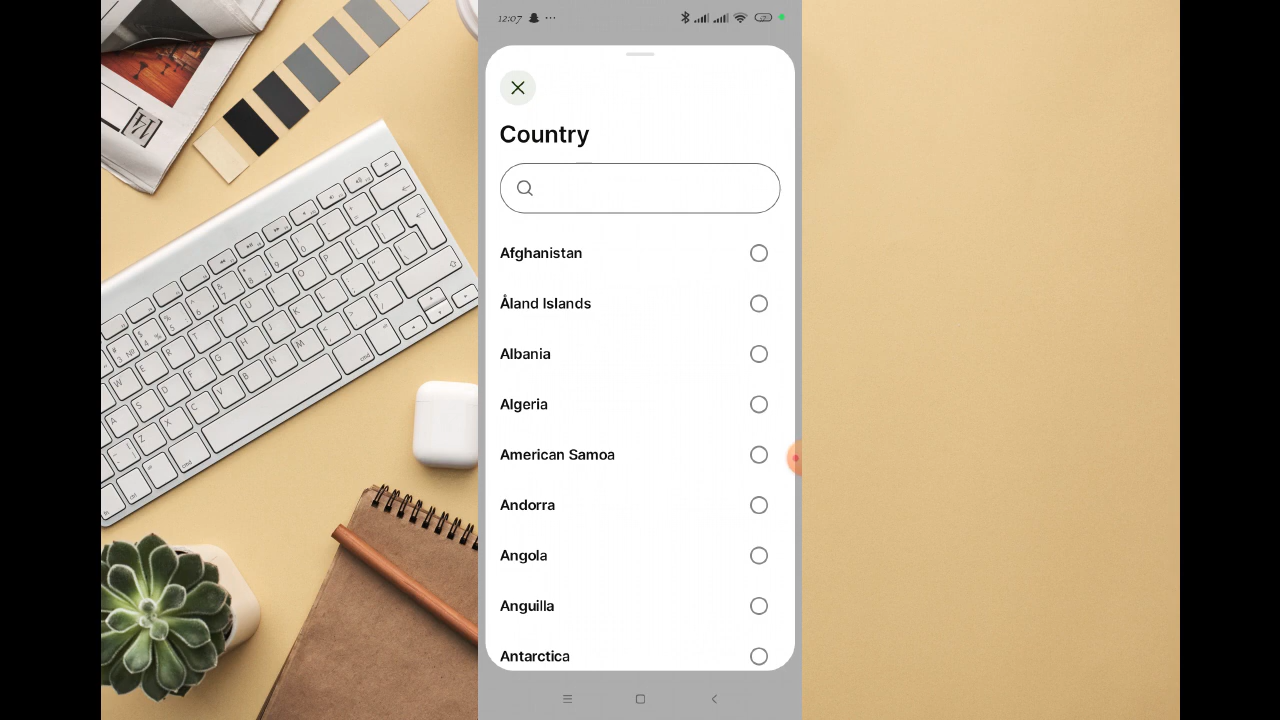 12:07
Country
Afghanistan
Åland Islands
Albania
Algeria
American Samoa
Andorra
Angola
Anguilla
Antarctica